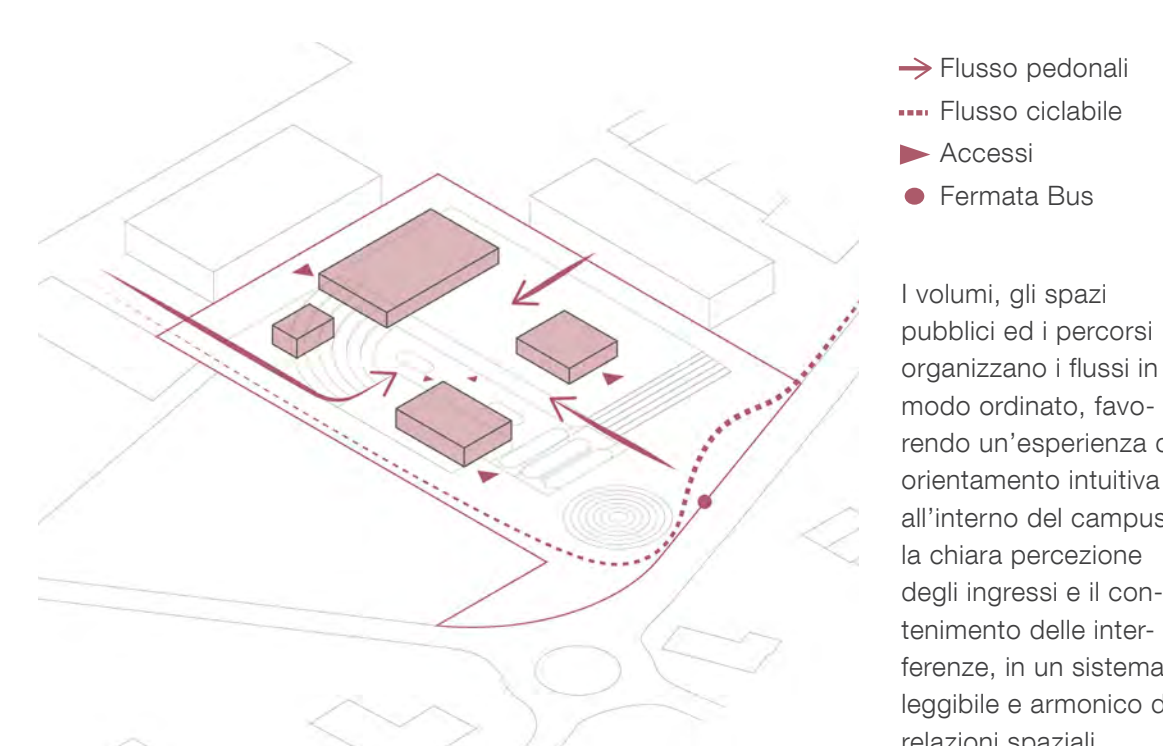 Flusso pedonali
Flusso ciclabile
Accessi
Fermata Bus
I volumi, gli spazi
pubblici ed i percorsi
organizzano i flussi in
modo ordinato, favo-
rendo un'esperienza
orientamento intuitiva
all'interno del campus
la chiara percezione
degli ingressi e il con-
tenimento delle inter-
ferenze, in un sistema
leggibile e armonico
relazioni spaziali